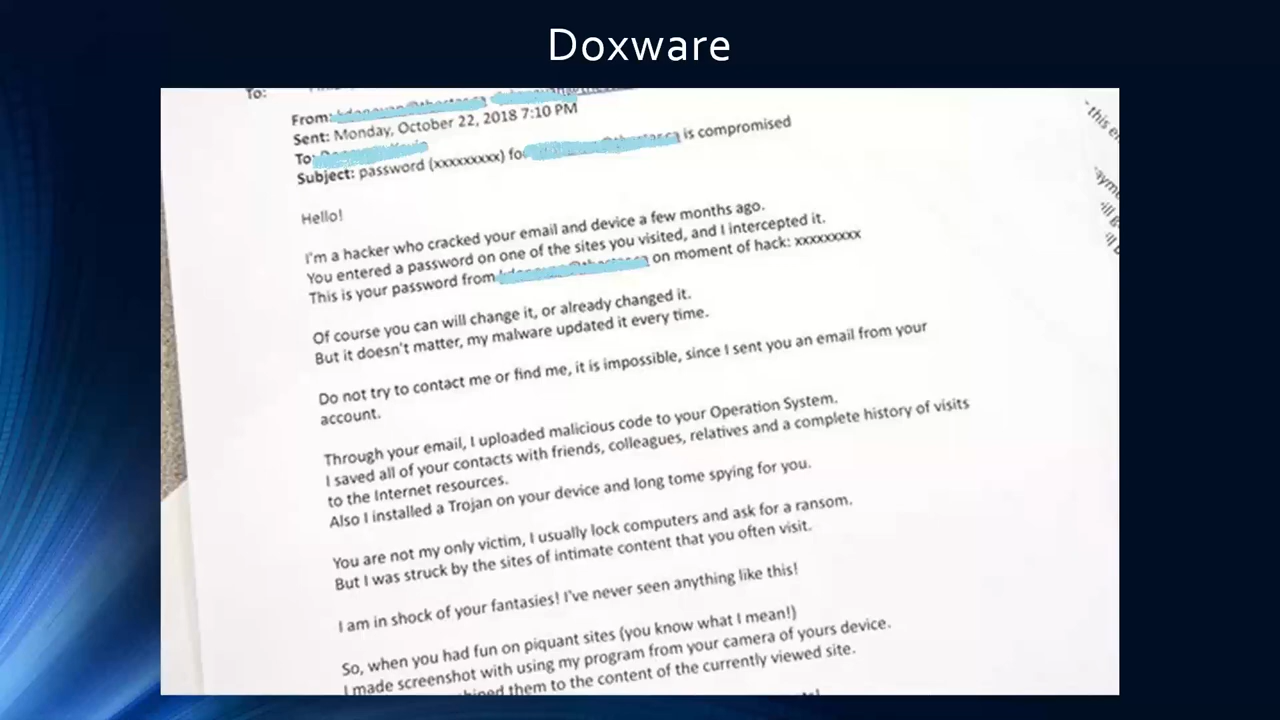 Doxware
To:
From:
Sent: Monday, October 22, 2018 7:10 PM
To:
Subject: password (xxxxxxxxx) fo is compromised
Hello!
I'm a hacker who cracked your email and device a few months ago.
You entered a password on one of the sites you visited, and I intercepted it.
This is your password from on moment of hack: xxxxxxxxx
Of course you can will change it, or already changed it.
But it doesn't matter, my malware updated it every time.
Do not try to contact me or find me, it is impossible, since I sent you an email from your
account.
Through your email, I uploaded malicious code to your Operation System.
I saved all of your contacts with friends, colleagues, relatives and a complete history of visits
to the Internet resources.
Also I installed a Trojan on your device and long tome spying for you.
You are not my only victim, I usually lock computers and ask for a ransom.
But I was struck by the sites of intimate content that you often visit.
I am in shock of your fantasies! I've never seen anything like this!
So, when you had fun on piquant sites (you know what I mean!)
I made screenshot with using my program from your camera of yours device.
them to the content of the currently viewed site.